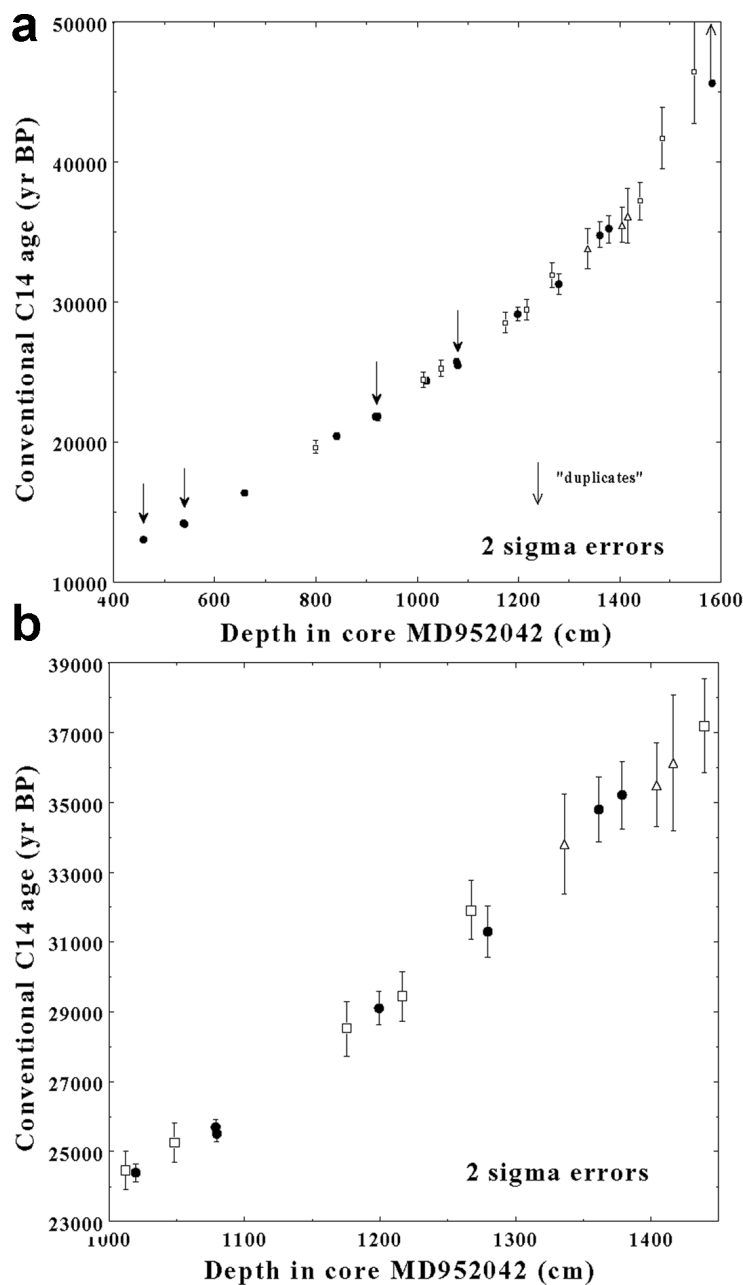 a
50000
40000
30000
20000
10000
Conventional C14 age (yr BP)
"duplicates"
2 sigma errors
400
600
800
1000
1200
1400
1600
Depth in core MD952042 (cm)
b
39000
37000
35000
33000
31000
29000
27000
25000
23000
Conventional C14 age (yr BP)
2 sigma errors
1000
1100
1200
1300
1400
Depth in core MD952042 (cm)